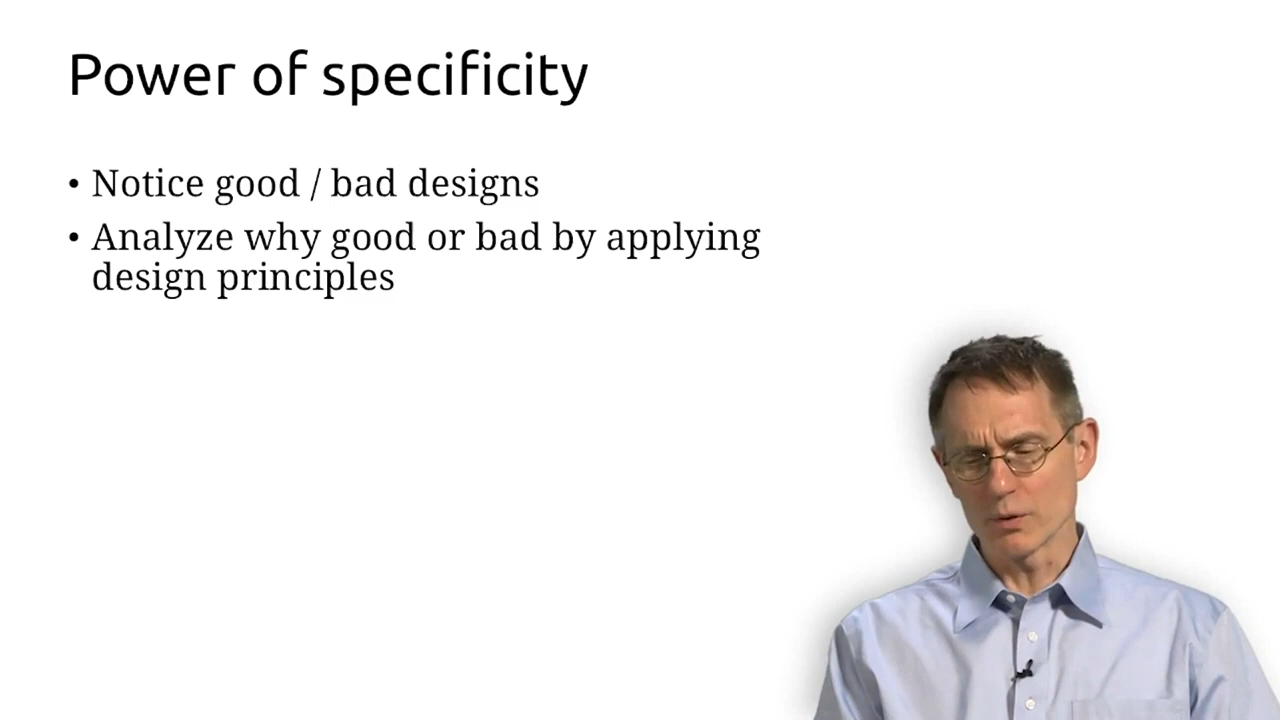 Power of specificity
• Notice good / bad designs
• Analyze why good or bad by applying
design principles